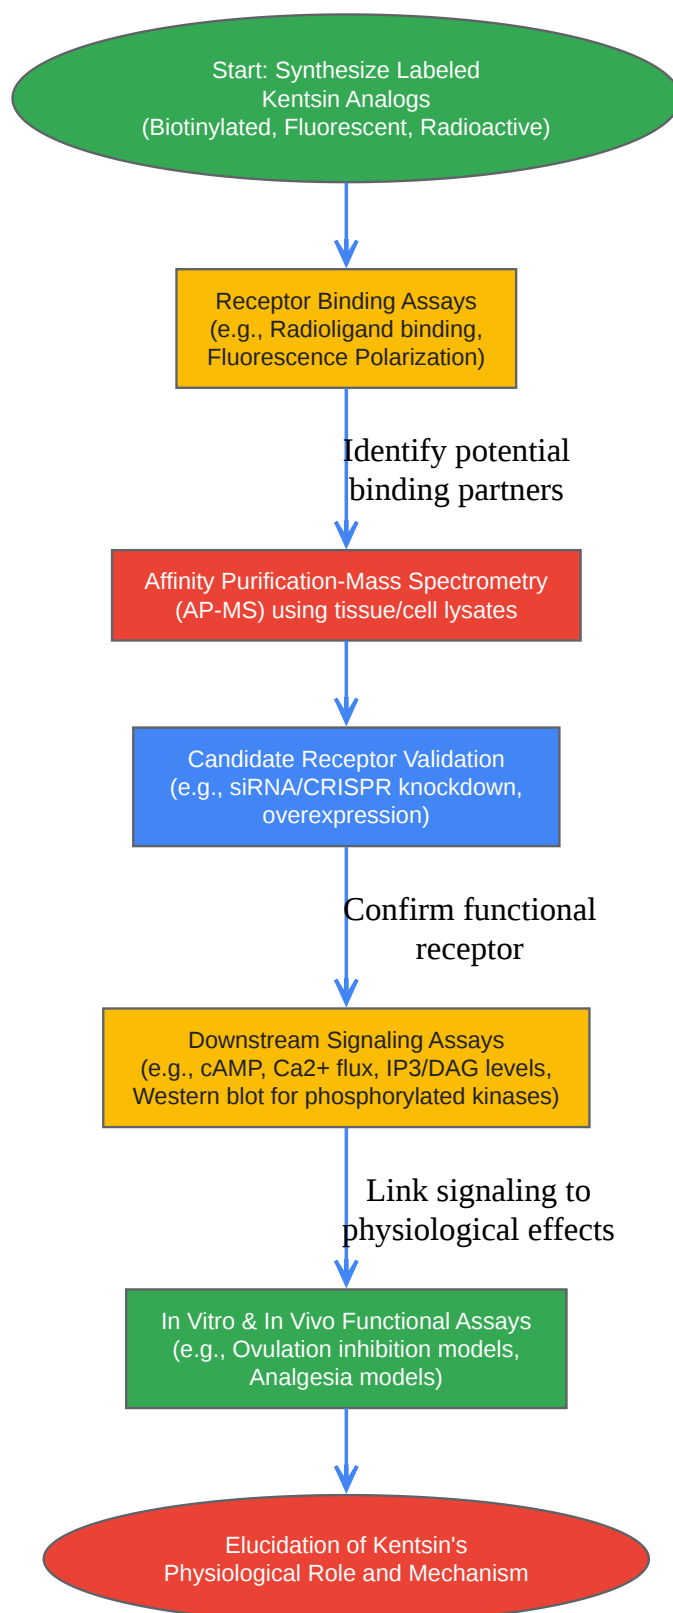 Start: Synthesize Labeled
Kentsin Analogs
(Biotinylated, Fluorescent, Radioactive)
Receptor Binding Assays
(e.g., Radioligand binding,
Fluorescence Polarization)
Identify potential
binding partners
Affinity Purification-Mass Spectrometry
(AP-MS) using tissue/cell lysates
Candidate Receptor Validation
(e.g., siRNA/CRISPR knockdown,
overexpression)
Confirm functional
receptor
Downstream Signaling Assays
(e.g., cAMP, Ca2+ flux, IP3/DAG levels,
Western blot for phosphorylated kinases)
Link signaling to
physiological effects
In Vitro & In Vivo Functional Assays
(e.g., Ovulation inhibition models,
Analgesia models)
Elucidation of Kentsin's
Physiological Role and Mechanism